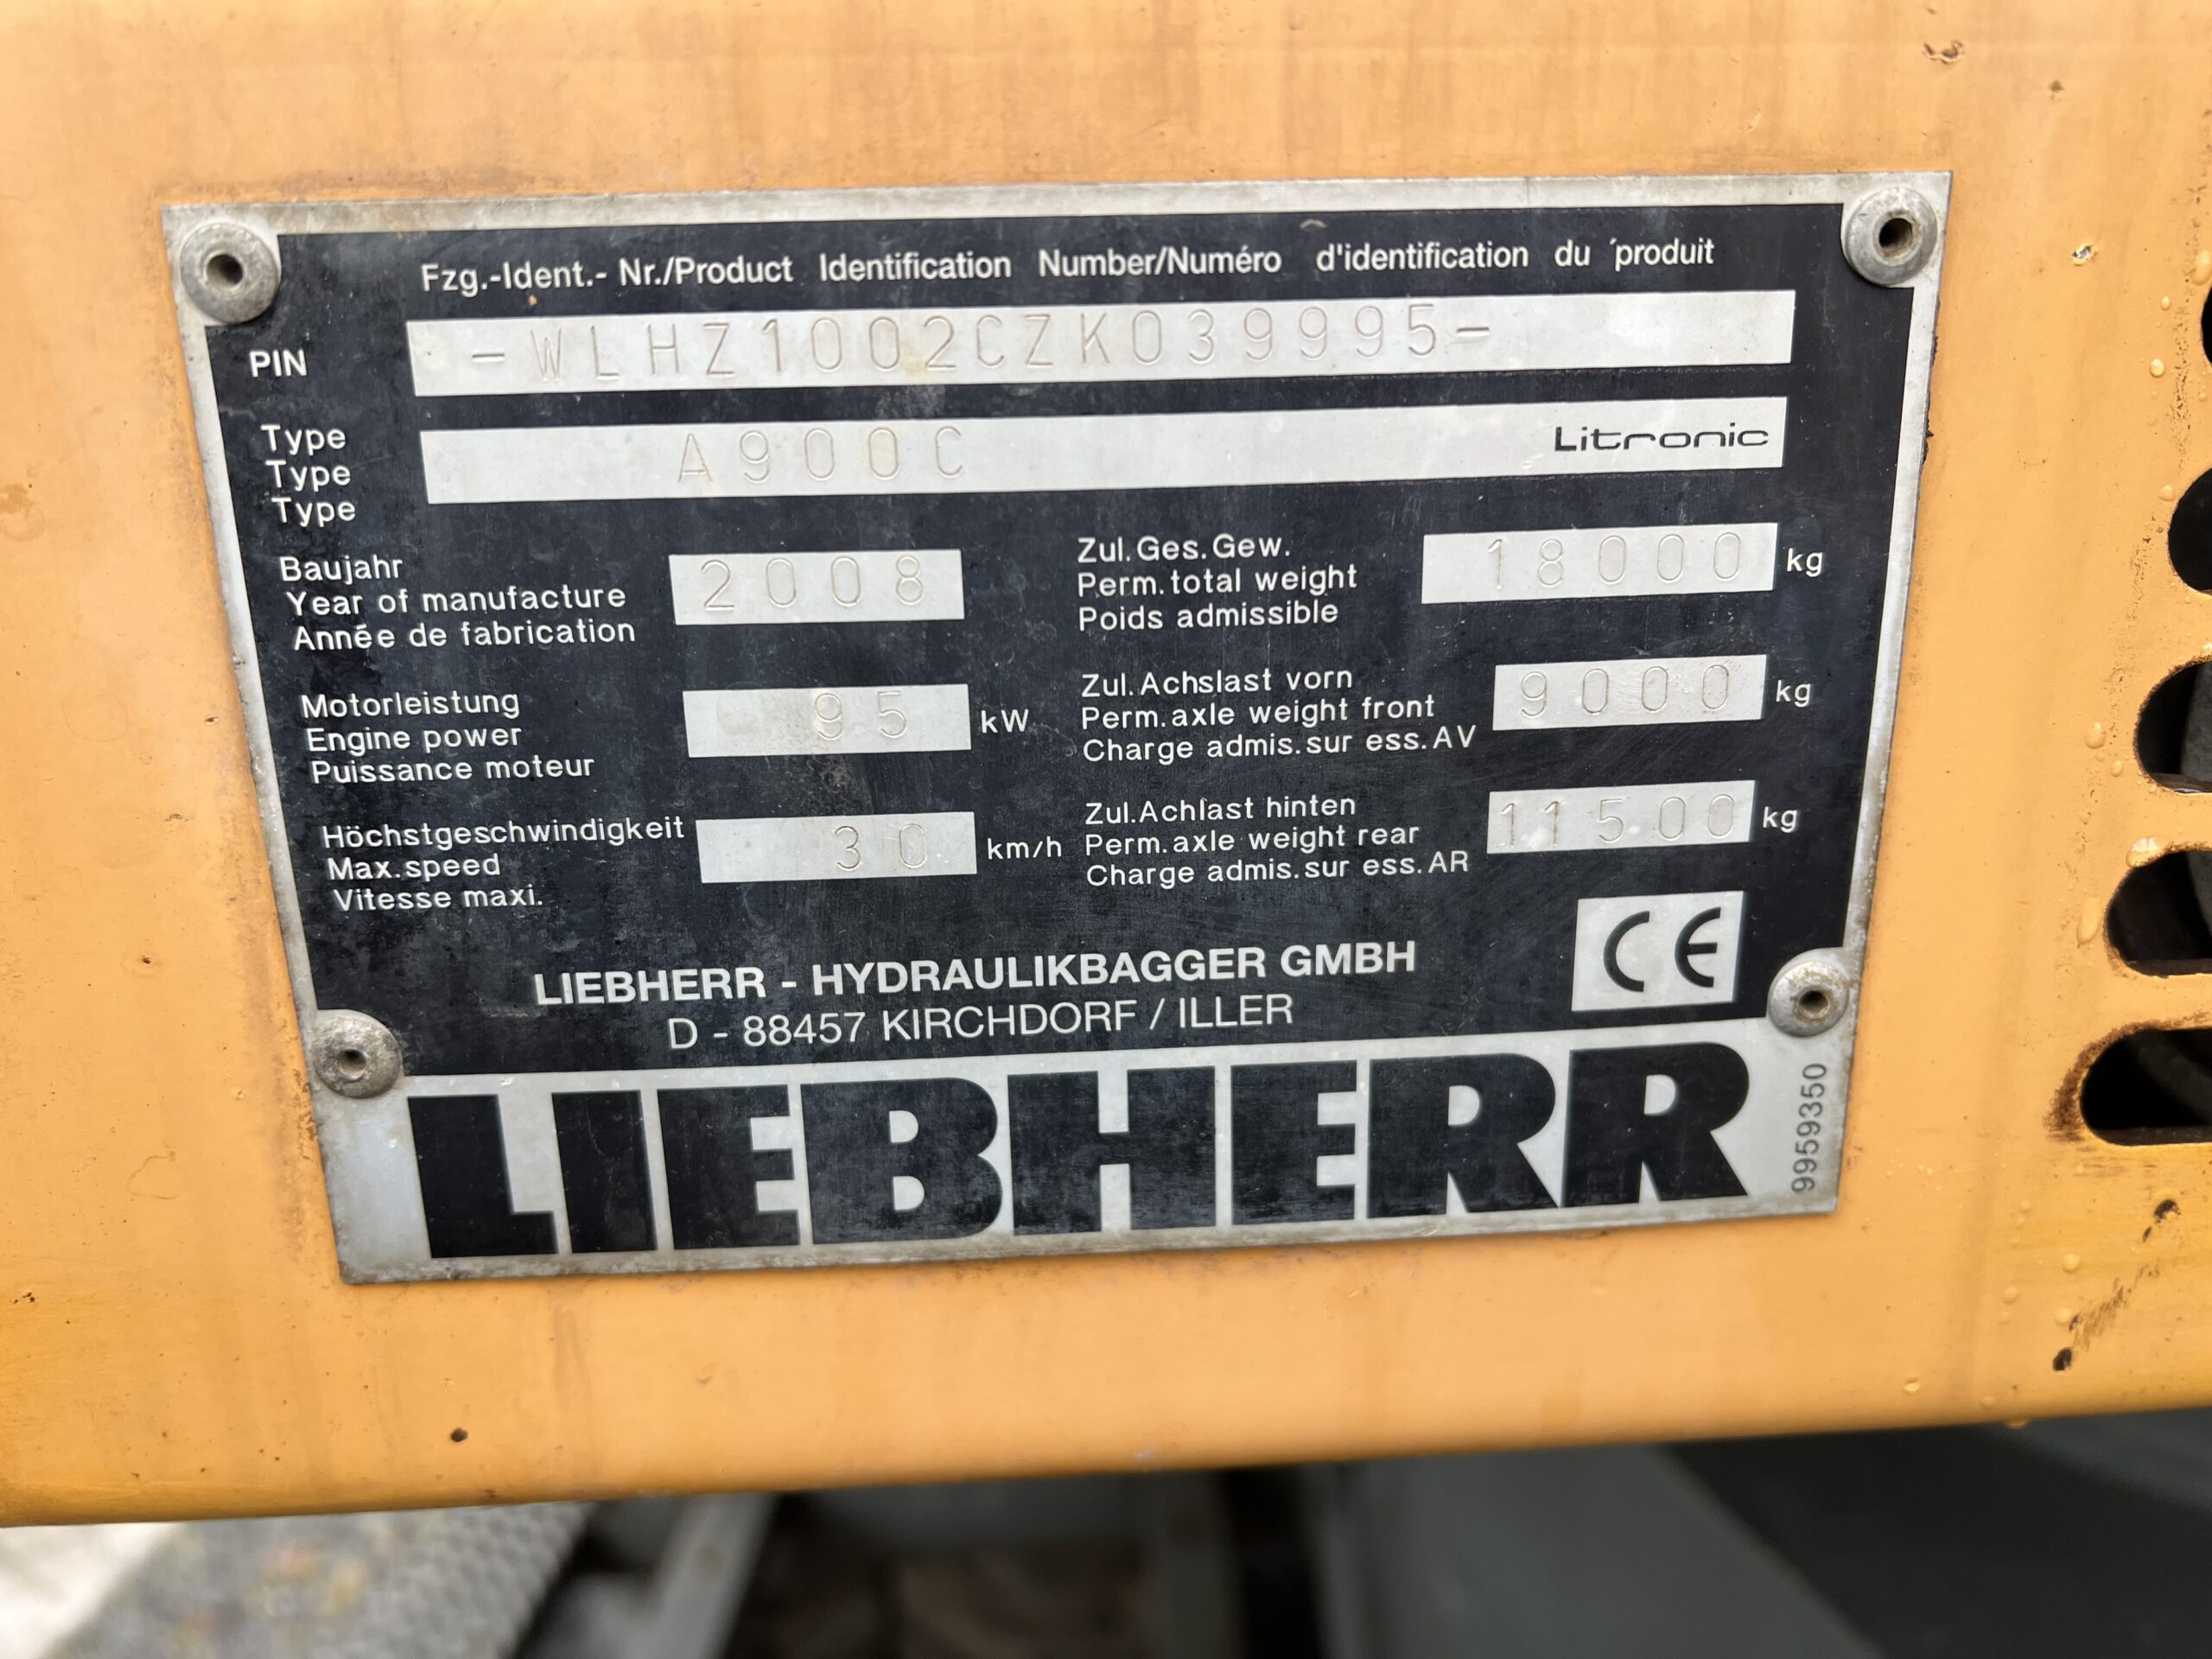 Fzg.-Ident.- Nr./Product Identification Number/Numéro d'identification du produit
PIN -WLHZ1002CZK039995-
Type
Type
Type
A900C Litronic
Baujahr
Year of manufacture
Année de fabrication
2008
Zul.Ges.Gew.
Perm.total weight
Poids admissible
18000 kg
Motorleistung
Engine power
Puissance moteur
95 kW
Zul.Achslast vorn
Perm.axle weight front
Charge admis.sur ess.AV
9000 kg
Höchstgeschwindigkeit
Max.speed
Vitesse maxi.
30 km/h
Zul.Achlast hinten
Perm.axle weight rear
Charge admis.sur ess.AR
11500 kg
CE
LIEBHERR - HYDRAULIKBAGGER GMBH
D - 88457 KIRCHDORF / ILLER
LIEBHERR
9959350